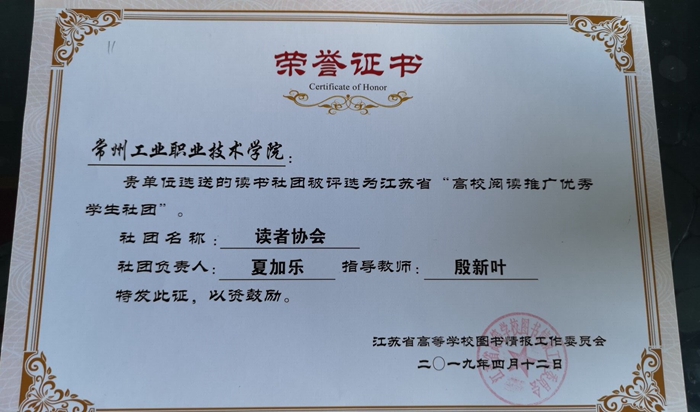 11
荣誉证书
Certificate of Honor
常州工业职业技术学院:
贵单位选送的读书社团被评选为江苏省“高校阅读推广优秀
学生社团”。
社团名称: 读者协会
社团负责人: 夏加乐 指导教师: 殷新叶
特发此证,以资鼓励。
江苏省高等学校图书情报工作委员会
二〇一九年四月十二日